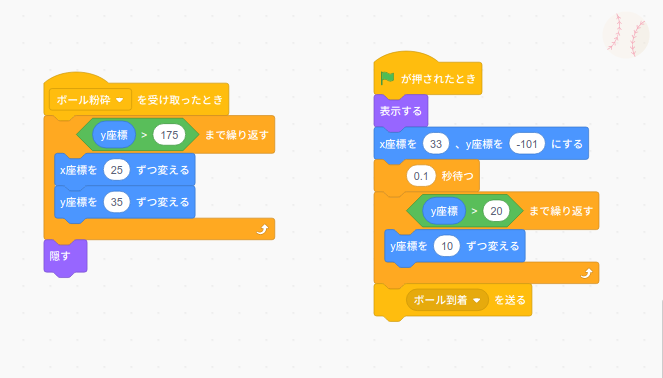 ボール粉砕 を受け取ったとき
y座標 > 175 まで繰り返す
x座標を 25 ずつ変える
y座標を 35 ずつ変える
隠す
が押されたとき
表示する
x座標を 33 、y座標を -101 にする
0.1 秒待つ
y座標 > 20 まで繰り返す
y座標を 10 ずつ変える
ボール到着 を送る